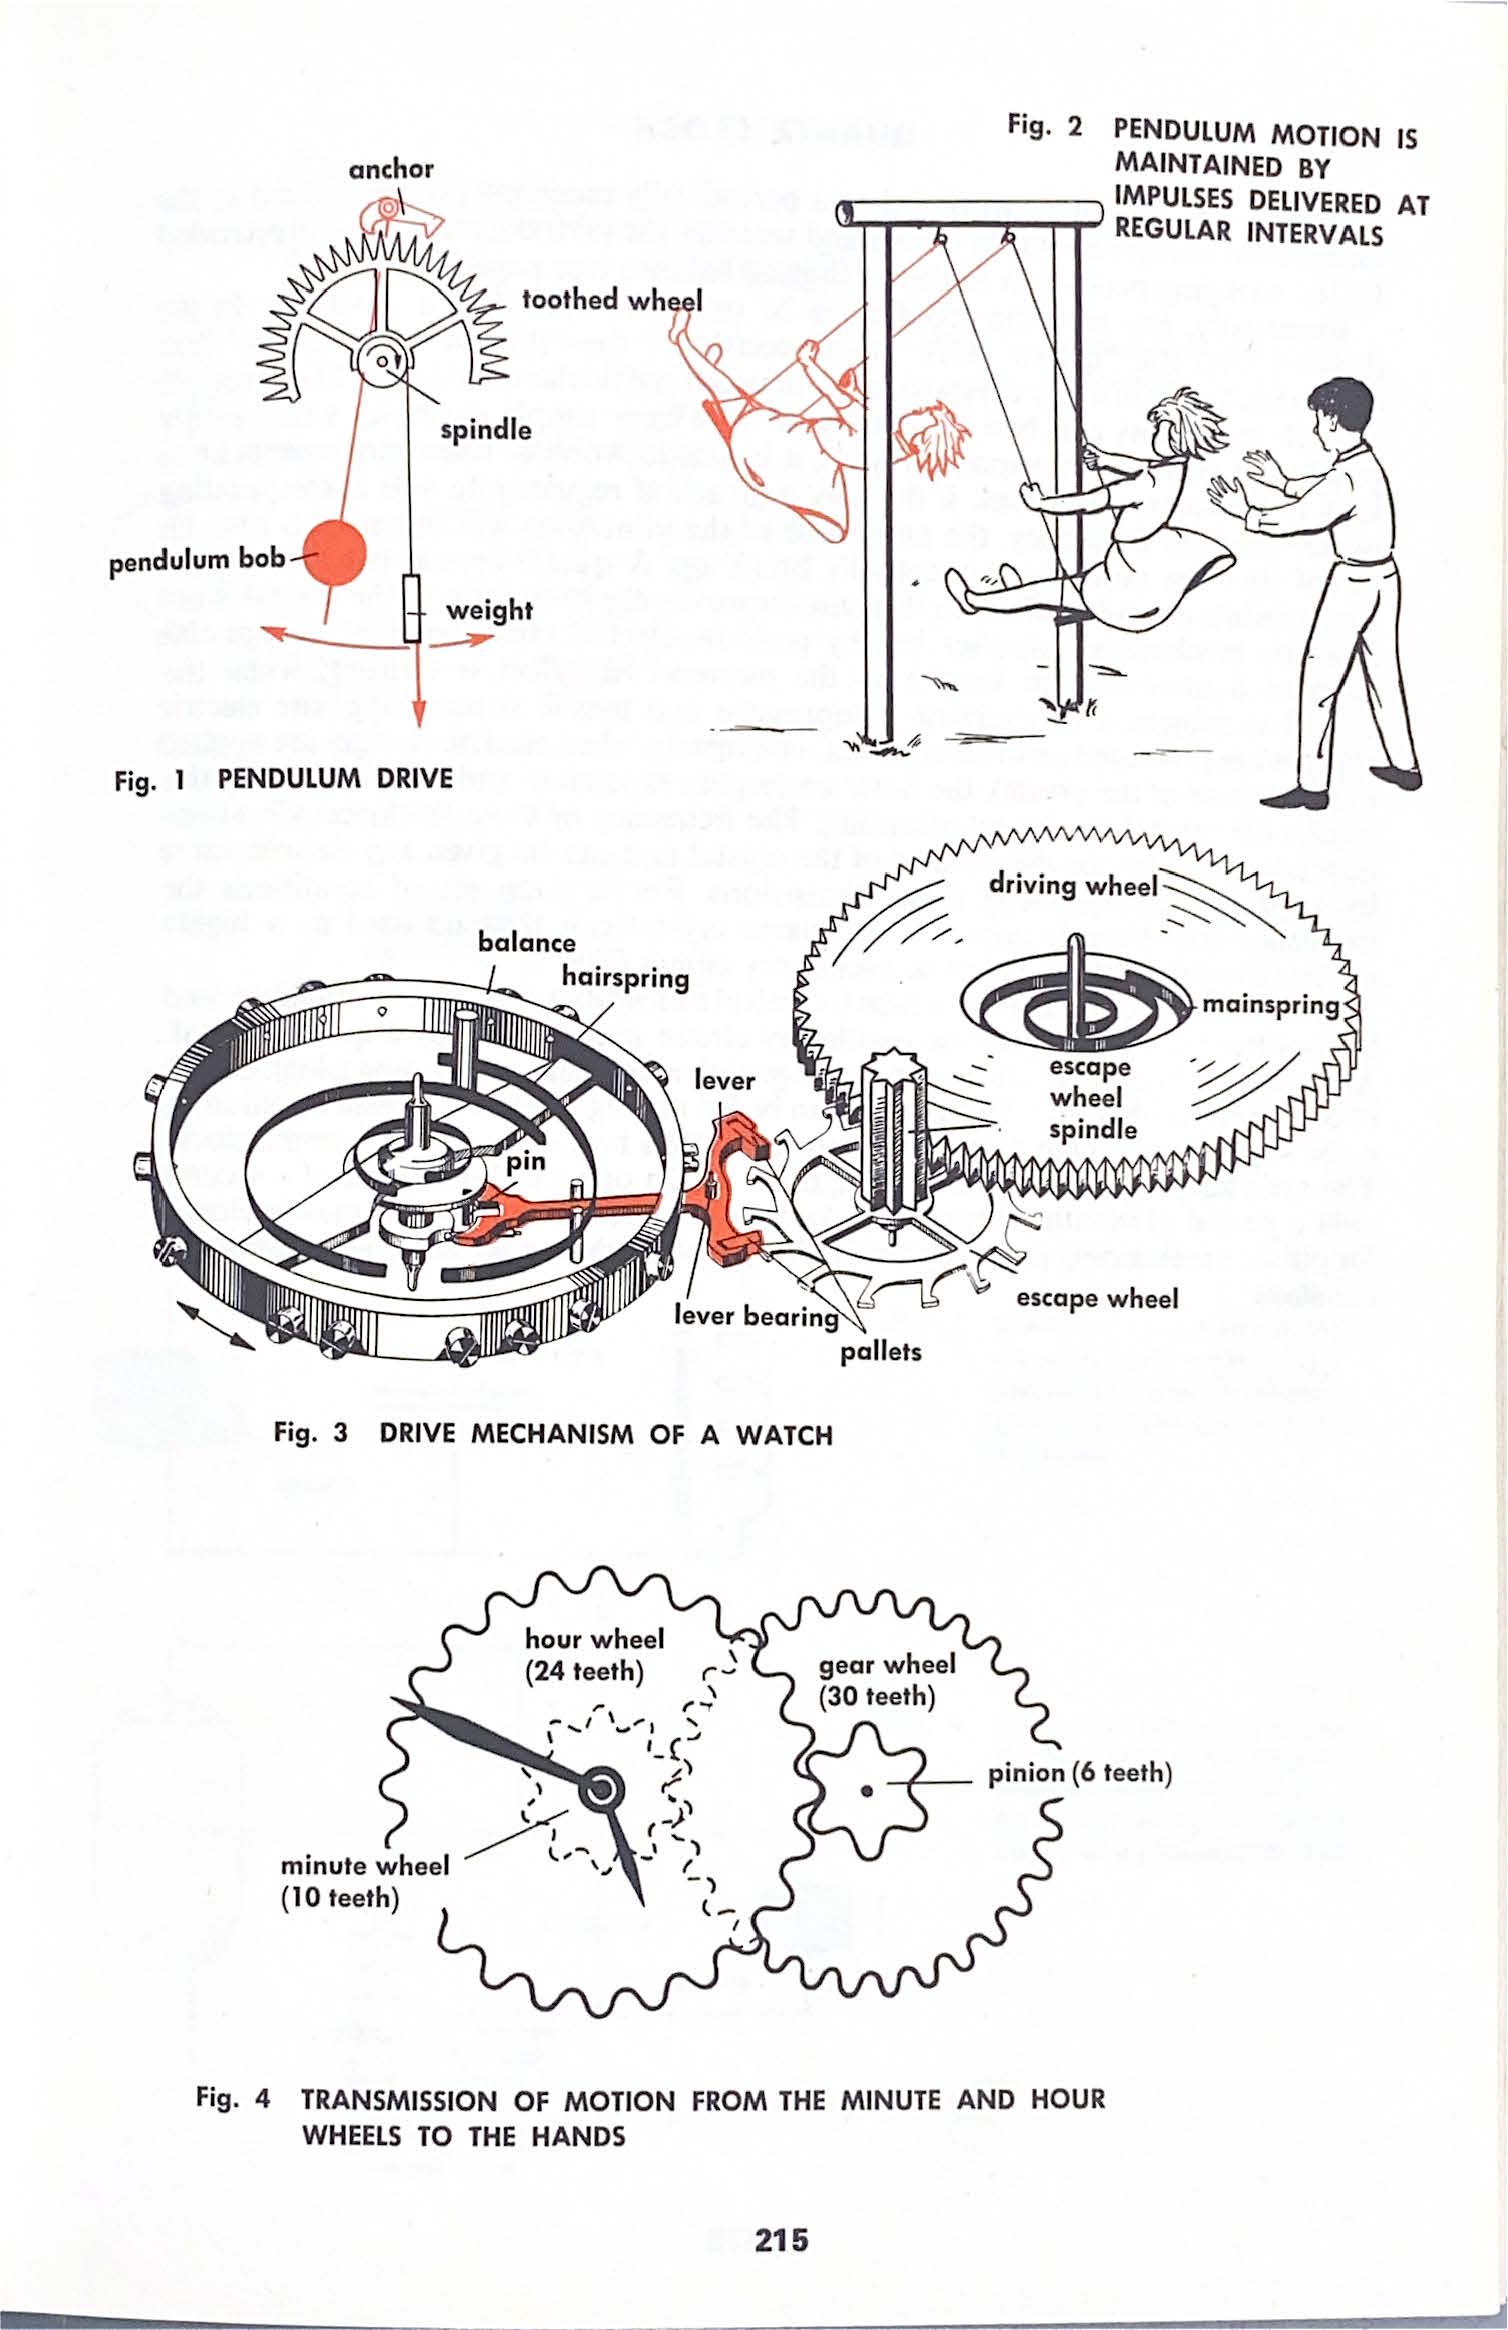 Fig. 2 PENDULUM MOTION IS
MAINTAINED BY
IMPULSES DELIVERED AT
REGULAR INTERVALS
anchor
toothed wheel
spindle
pendulum bob
weight
Fig. 1 PENDULUM DRIVE
driving wheel
balance
hairspring
mainspring
lever
escape
wheel
spindle
pin
escape wheel
lever bearing
pallets
Fig. 3 DRIVE MECHANISM OF A WATCH
hour wheel
(24 teeth)
gear wheel
(30 teeth)
pinion (6 teeth)
minute wheel
(10 teeth)
Fig. 4 TRANSMISSION OF MOTION FROM THE MINUTE AND HOUR
WHEELS TO THE HANDS
215